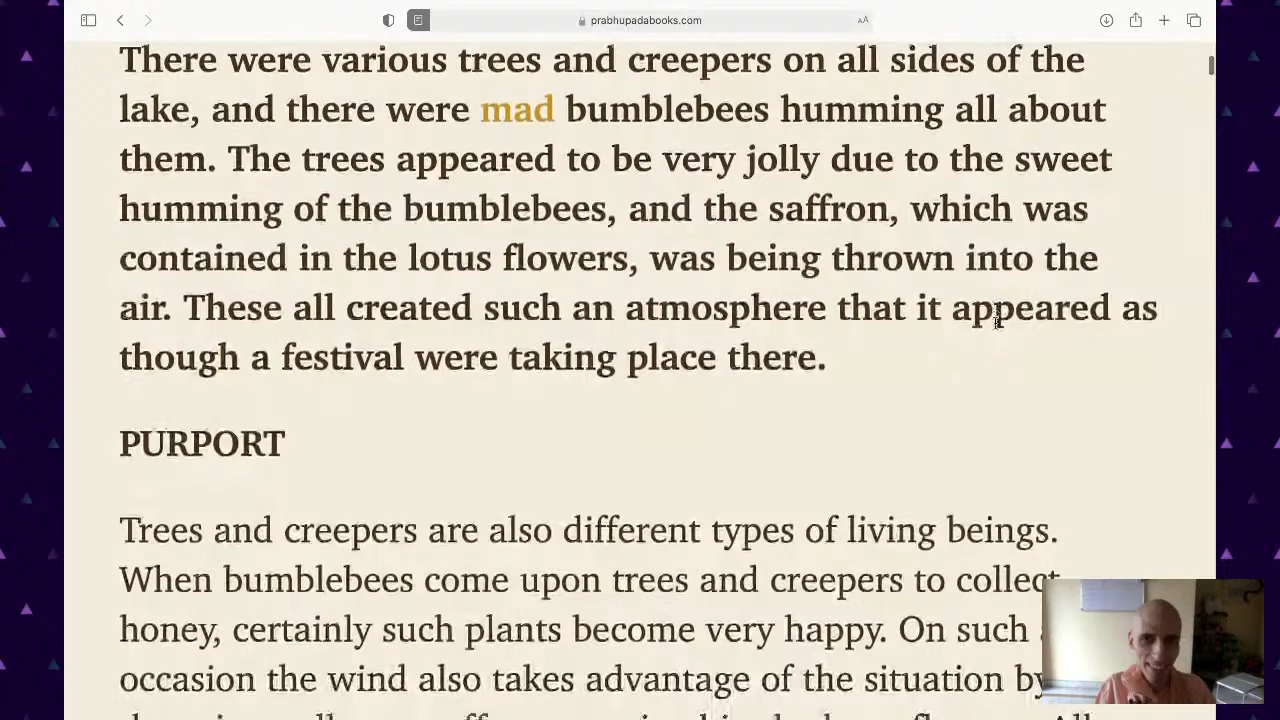 prabhupadabooks.com
AA
There were various trees and creepers on all sides of the
lake, and there were mad bumblebees humming all about
them. The trees appeared to be very jolly due to the sweet
humming of the bumblebees, and the saffron, which was
contained in the lotus flowers, was being thrown into the
air. These all created such an atmosphere that it appeared as
though a festival were taking place there.
PURPORT
Trees and creepers are also different types of living beings.
When bumblebees come upon trees and creepers to collect
honey, certainly such plants become very happy. On such
occasion the wind also takes advantage of the situation by